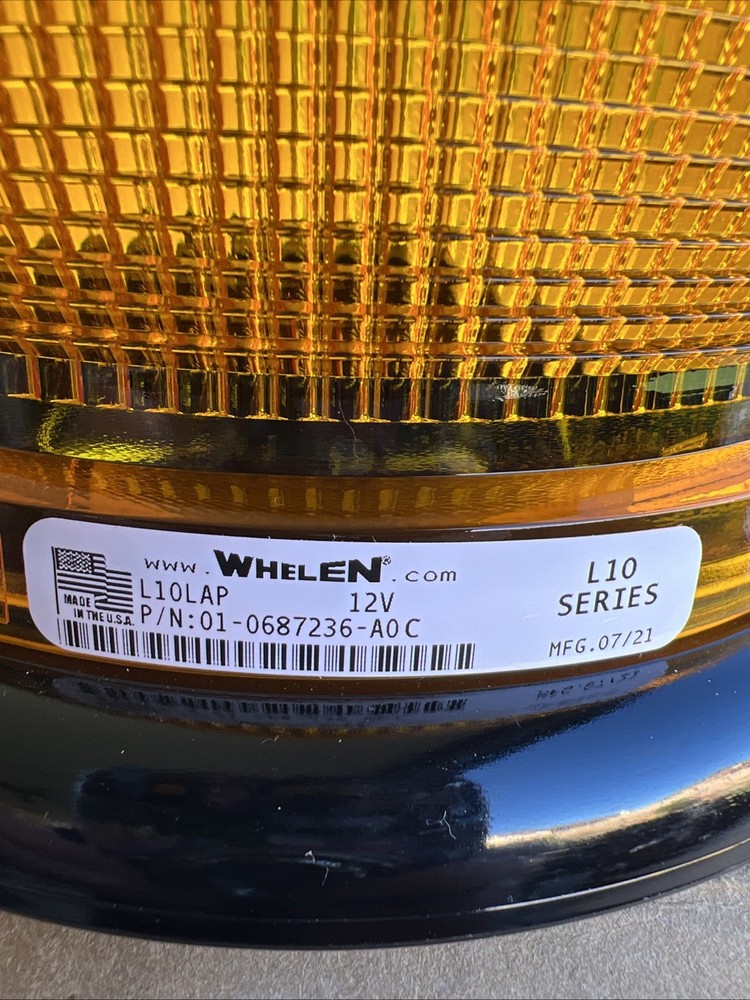 www.WHELEN®.com
L10LAP 12V
P/N:01-0687236-A0C
MADE
IN THE U.S.A.
L10
SERIES
MFG.07/21